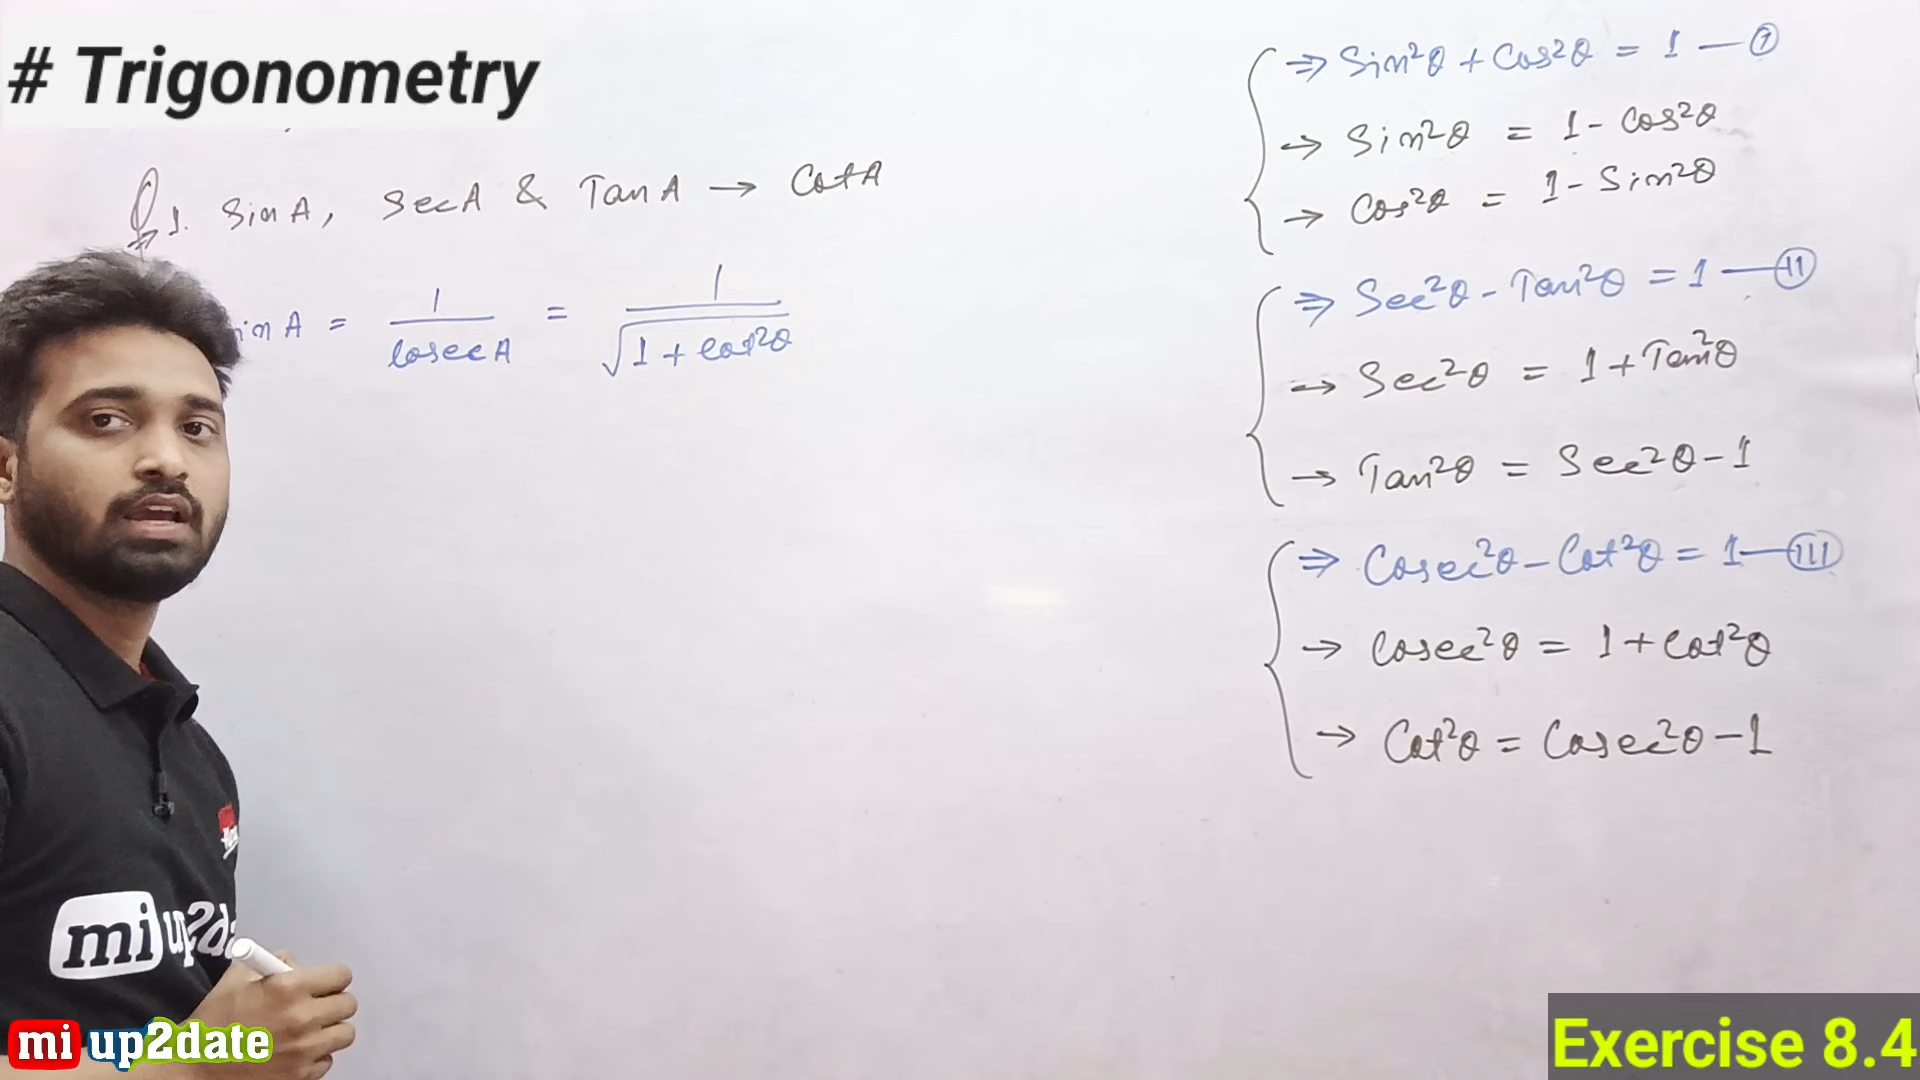 # Trigonometry
Q1. Sin A, Sec A & Tan A → Cot A
in A = 1 / Cosec A = 1 / √1 + cot²θ
⇒ Sin²θ + Cos²θ = 1 — I
→ Sin²θ = 1 - Cos²θ
→ Cos²θ = 1 - Sin²θ
⇒ Sec²θ - Tan²θ = 1 — II
→ Sec²θ = 1 + Tan²θ
→ Tan²θ = Sec²θ - 1
⇒ Cosec²θ - Cot²θ = 1 — III
→ Cosec²θ = 1 + Cot²θ
→ Cot²θ = Cosec²θ - 1
mi up2da
mi up2date
Exercise 8.4